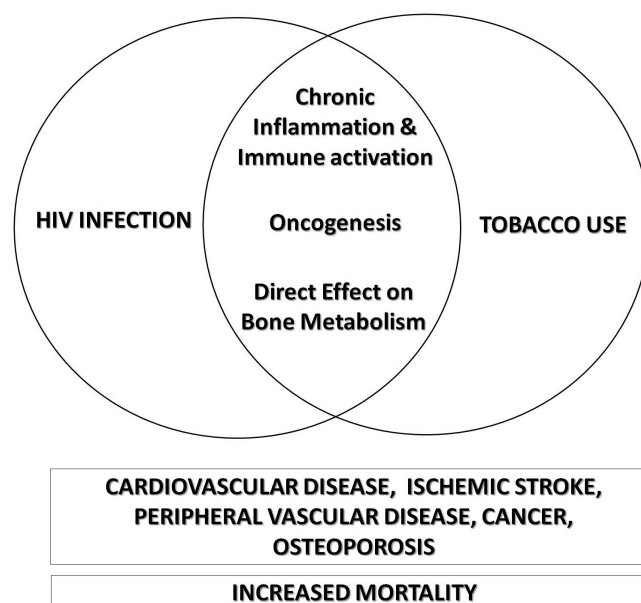 Chronic
Inflammation &
Immune activation
HIV INFECTION
Oncogenesis
TOBACCO USE
Direct Effect on
Bone Metabolism
CARDIOVASCULAR DISEASE, ISCHEMIC STROKE,
PERIPHERAL VASCULAR DISEASE, CANCER,
OSTEOPOROSIS
INCREASED MORTALITY